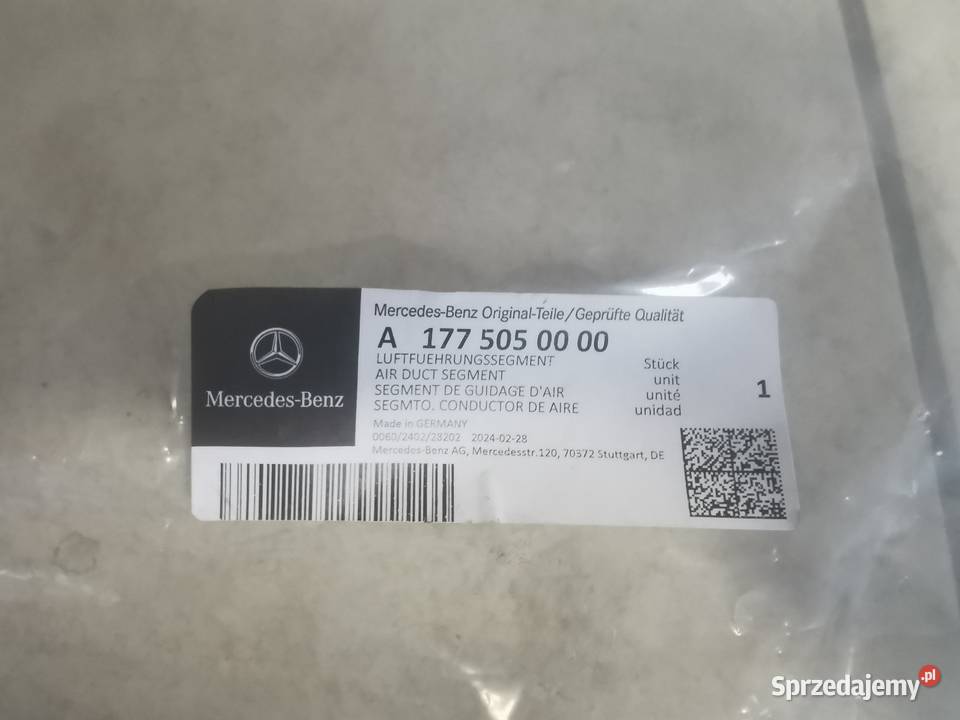 Mercedes-Benz Original-Teile/Geprüfte Qualität
A 177 505 00 00
LUFTFUEHRUNGSSEGMENT
AIR DUCT SEGMENT
SEGMENT DE GUIDAGE D'AIR
SEGMTO. CONDUCTOR DE AIRE
Stück
unit
unité
unidad
1
Made in GERMANY
0060/2402/28202 2024-02-28
Mercedes-Benz AG, Mercedesstr.120, 70372 Stuttgart, DE
Mercedes-Benz
Sprzedajemy.pl